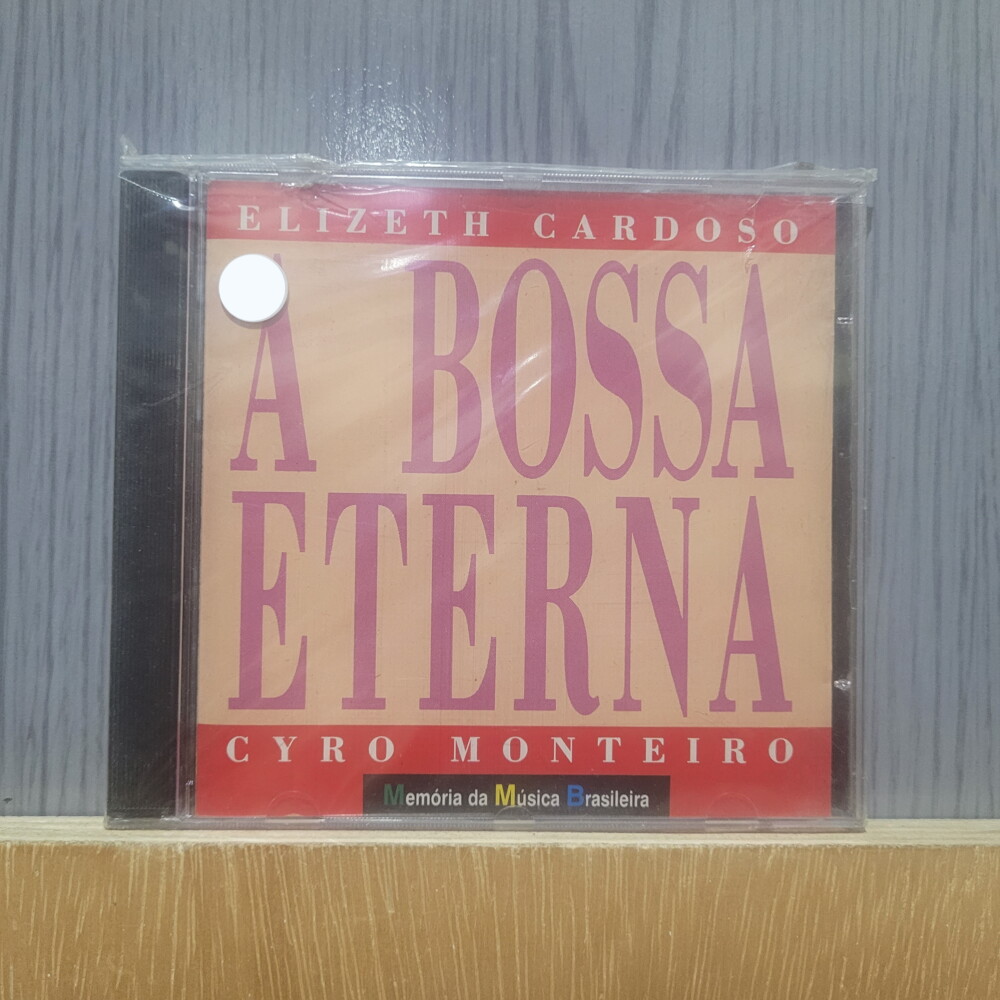 ELIZETH CARDOSO
A BOSSA
ETERNA
CYRO MONTEIRO
Memória da Música Brasileira